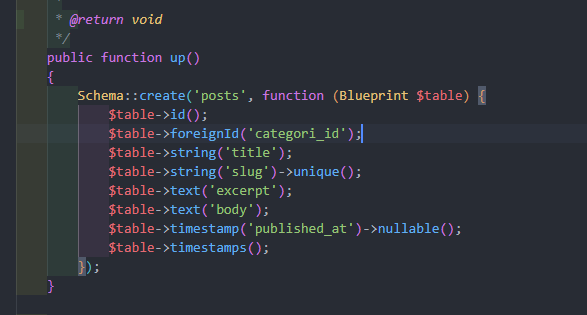 * @return void
*/
public function up()
{
Schema::create('posts', function (Blueprint $table) {
$table->id();
$table->foreignId('categori_id');
$table->string('title');
$table->string('slug')->unique();
$table->text('excerpt');
$table->text('body');
$table->timestamp('published_at')->nullable();
$table->timestamps();
});
}